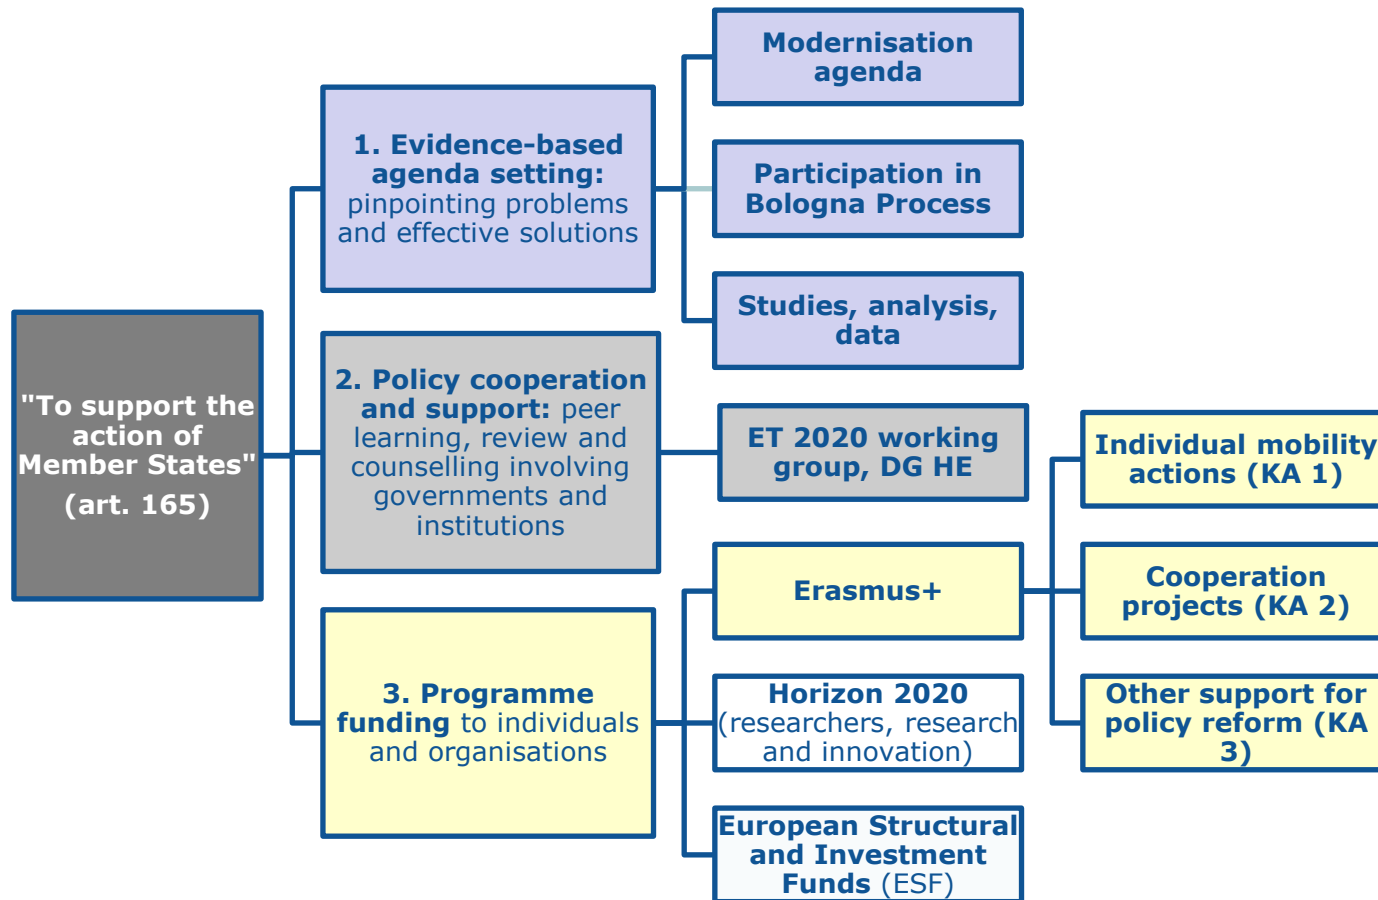 "To support the
action of
Member States"
(art. 165)
1. Evidence-based
agenda setting:
pinpointing problems
and effective solutions
Modernisation
agenda
Participation in
Bologna Process
Studies, analysis,
data
2. Policy cooperation
and support: peer
learning, review and
counselling involving
governments and
institutions
ET 2020 working
group, DG HE
3. Programme
funding to individuals
and organisations
Erasmus+
Individual mobility
actions (KA 1)
Cooperation
projects (KA 2)
Other support for
policy reform (KA
3)
Horizon 2020
(researchers, research
and innovation)
European Structural
and Investment
Funds (ESF)